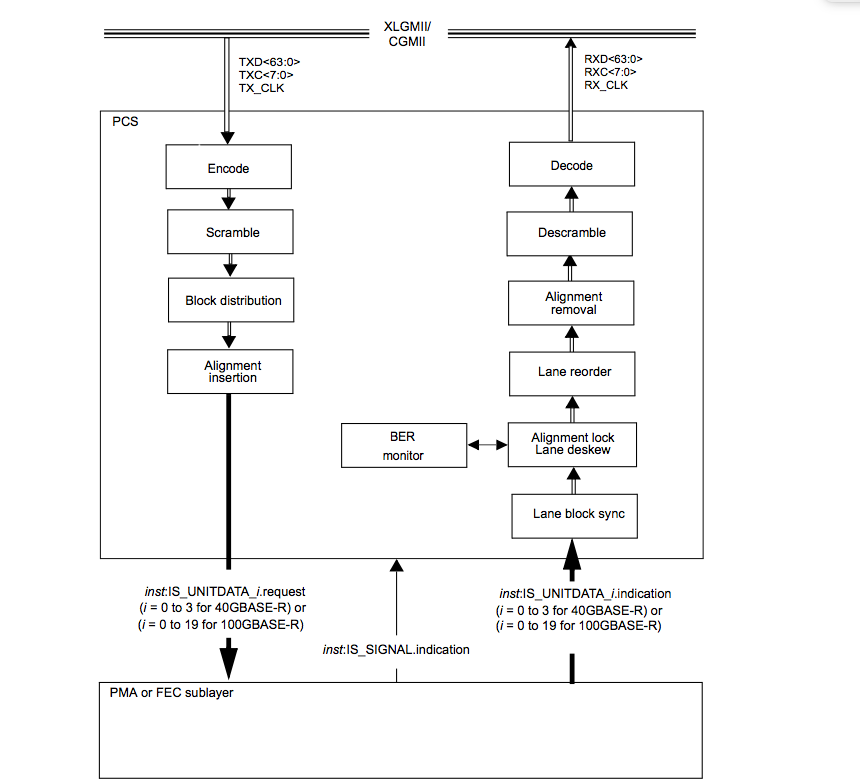 XLGMII/
CGMII
TXD<63:0>
TXC<7:0>
TX_CLK
RXD<63:0>
RXC<7:0>
RX_CLK
PCS
Encode
Scramble
Block distribution
Alignment
insertion
Decode
Descramble
Alignment
removal
Lane reorder
Alignment lock
Lane deskew
BER
monitor
Lane block sync
inst:IS_UNITDATA_i.request
(i = 0 to 3 for 40GBASE-R) or
(i = 0 to 19 for 100GBASE-R)
inst:IS_SIGNAL.indication
inst:IS_UNITDATA_i.indication
(i = 0 to 3 for 40GBASE-R) or
(i = 0 to 19 for 100GBASE-R)
PMA or FEC sublayer